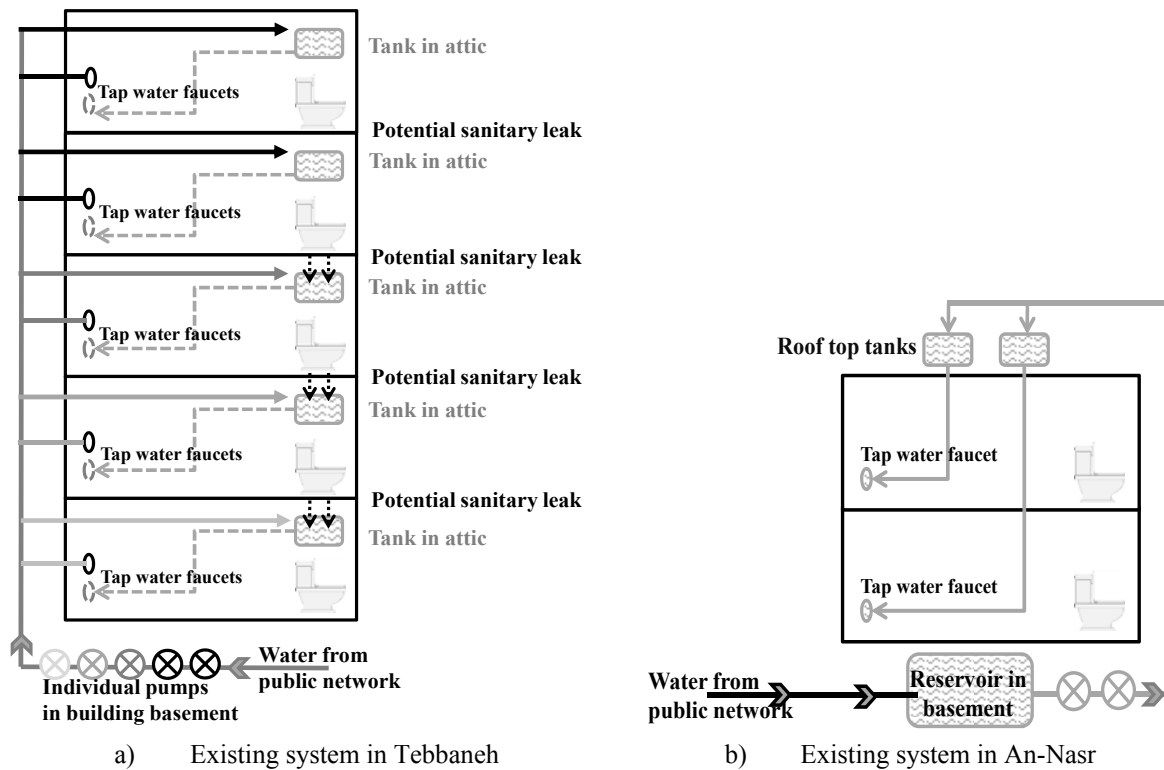 Tank in attic
Tap water faucets
Potential sanitary leak
Tank in attic
Tap water faucets
Potential sanitary leak
Tank in attic
Tap water faucets
Potential sanitary leak
Tank in attic
Tap water faucets
Potential sanitary leak
Tank in attic
Tap water faucets
Water from
public network
Individual pumps
in building basement
a) Existing system in Tebbaneh
Roof top tanks
Tap water faucet
Tap water faucet
Water from
public network
Reservoir in
basement
b) Existing system in An-Nasr